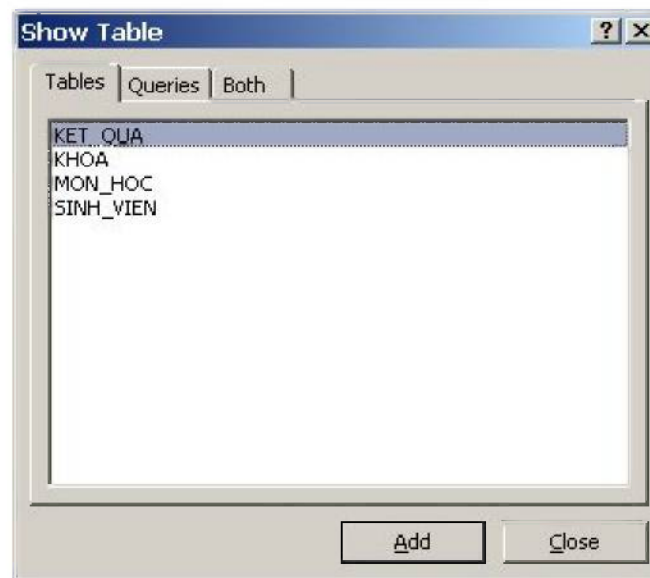 Show Table ? ×
Tables Queries Both
KET_QUA
KHOA
MON_HOC
SINH_VIEN
Add Close